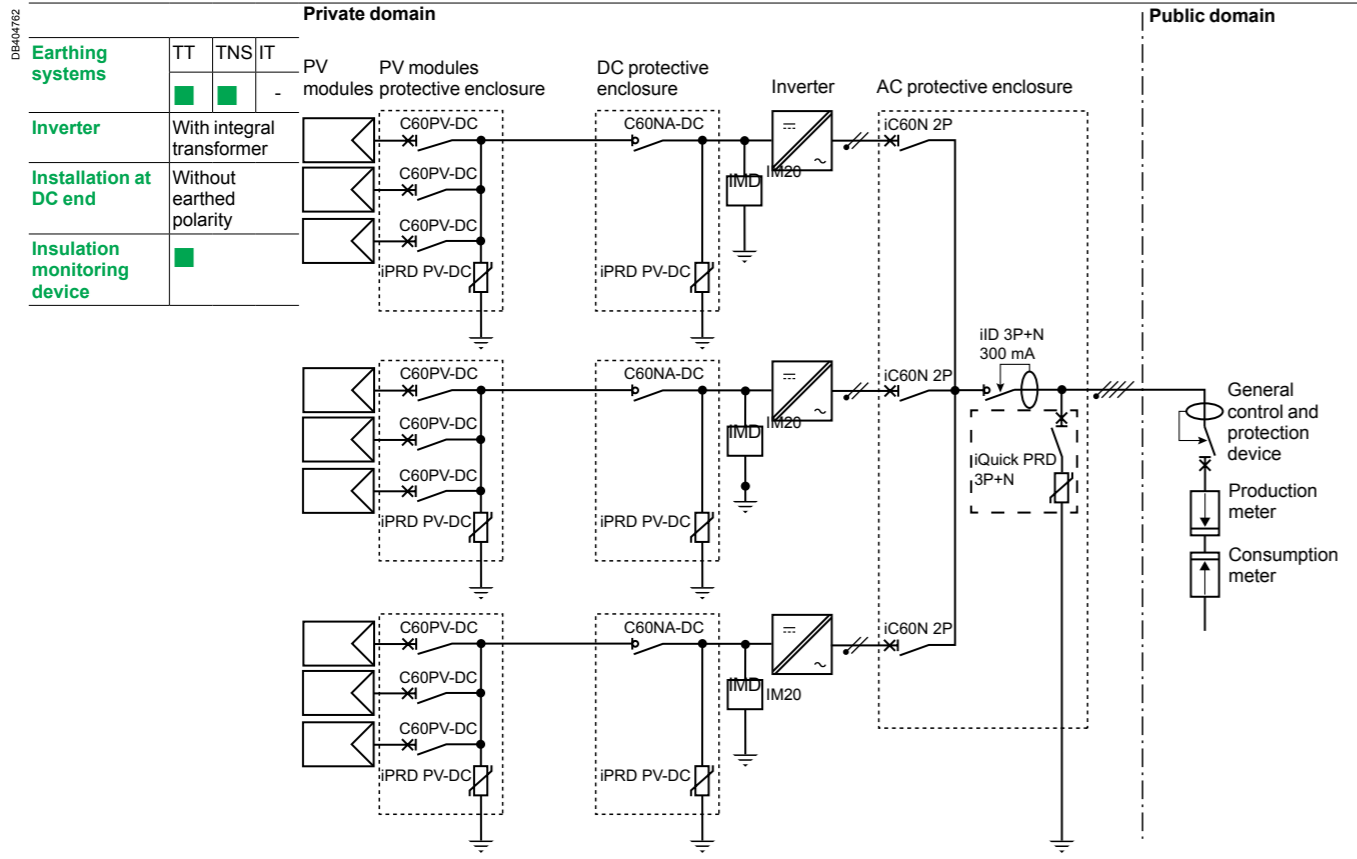 DB404762
Private domain
Public domain
Earthing systems
TT
TNS
IT
-
Inverter
With integral
transformer
Installation at
DC end
Without
earthed
polarity
Insulation
monitoring
device
PV
modules
PV modules
protective enclosure
DC protective
enclosure
Inverter
AC protective enclosure
C60PV-DC
C60PV-DC
C60PV-DC
iPRD PV-DC
C60NA-DC
iPRD PV-DC
IMD
IM20
iC60N 2P
C60PV-DC
C60PV-DC
C60PV-DC
iPRD PV-DC
C60NA-DC
iPRD PV-DC
IMD
IM20
iC60N 2P
iID 3P+N
300 mA
iQuick PRD
3P+N
General
control and
protection
device
Production
meter
Consumption
meter
C60PV-DC
C60PV-DC
C60PV-DC
iPRD PV-DC
C60NA-DC
iPRD PV-DC
IMD
IM20
iC60N 2P